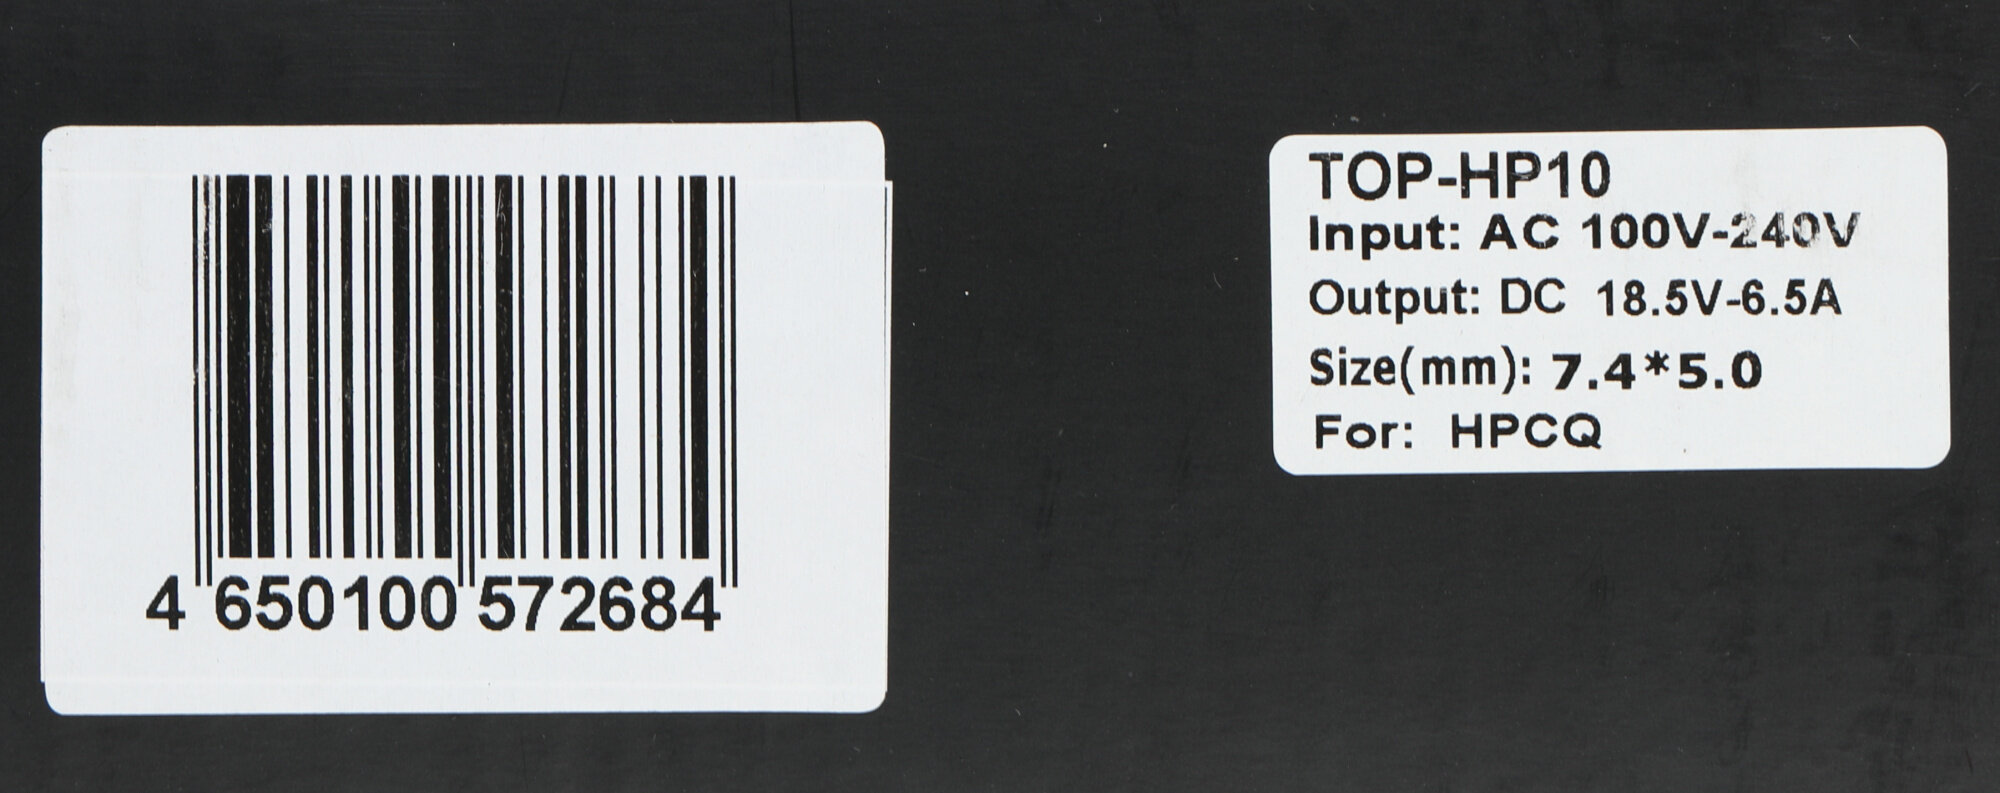 4 650100 572684
TOP-HP10
Input: AC 100V-240V
Output: DC 18.5V-6.5A
Size(mm): 7.4*5.0
For: HPCQ